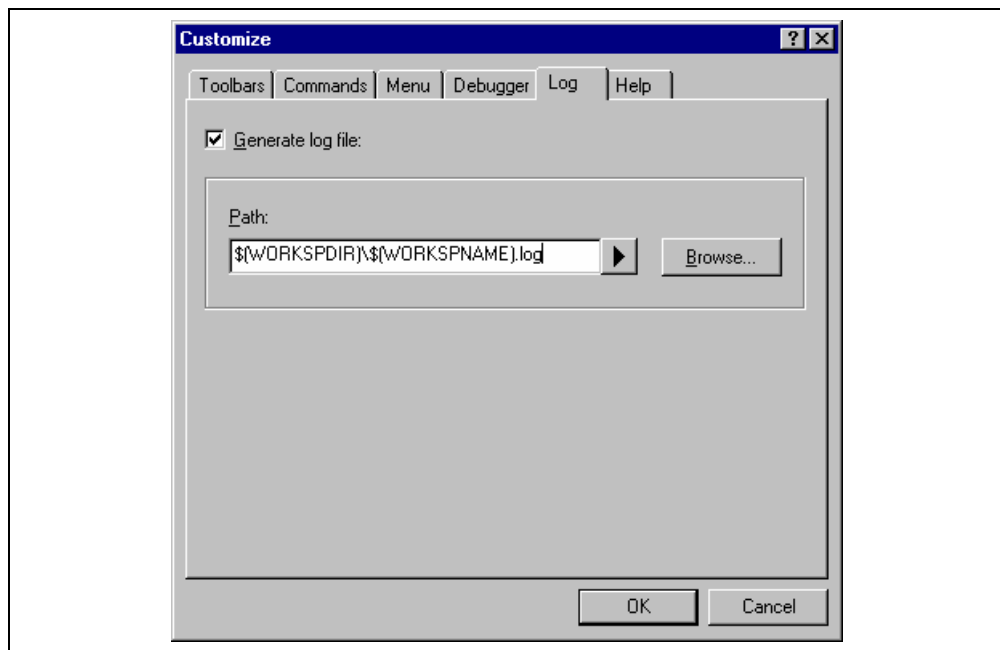 Customize
Toolbars Commands Menu Debugger Log Help
Generate log file:
Path:
$(WORKSPDIR)\$(WORKSPNAME).log
Browse...
OK Cancel